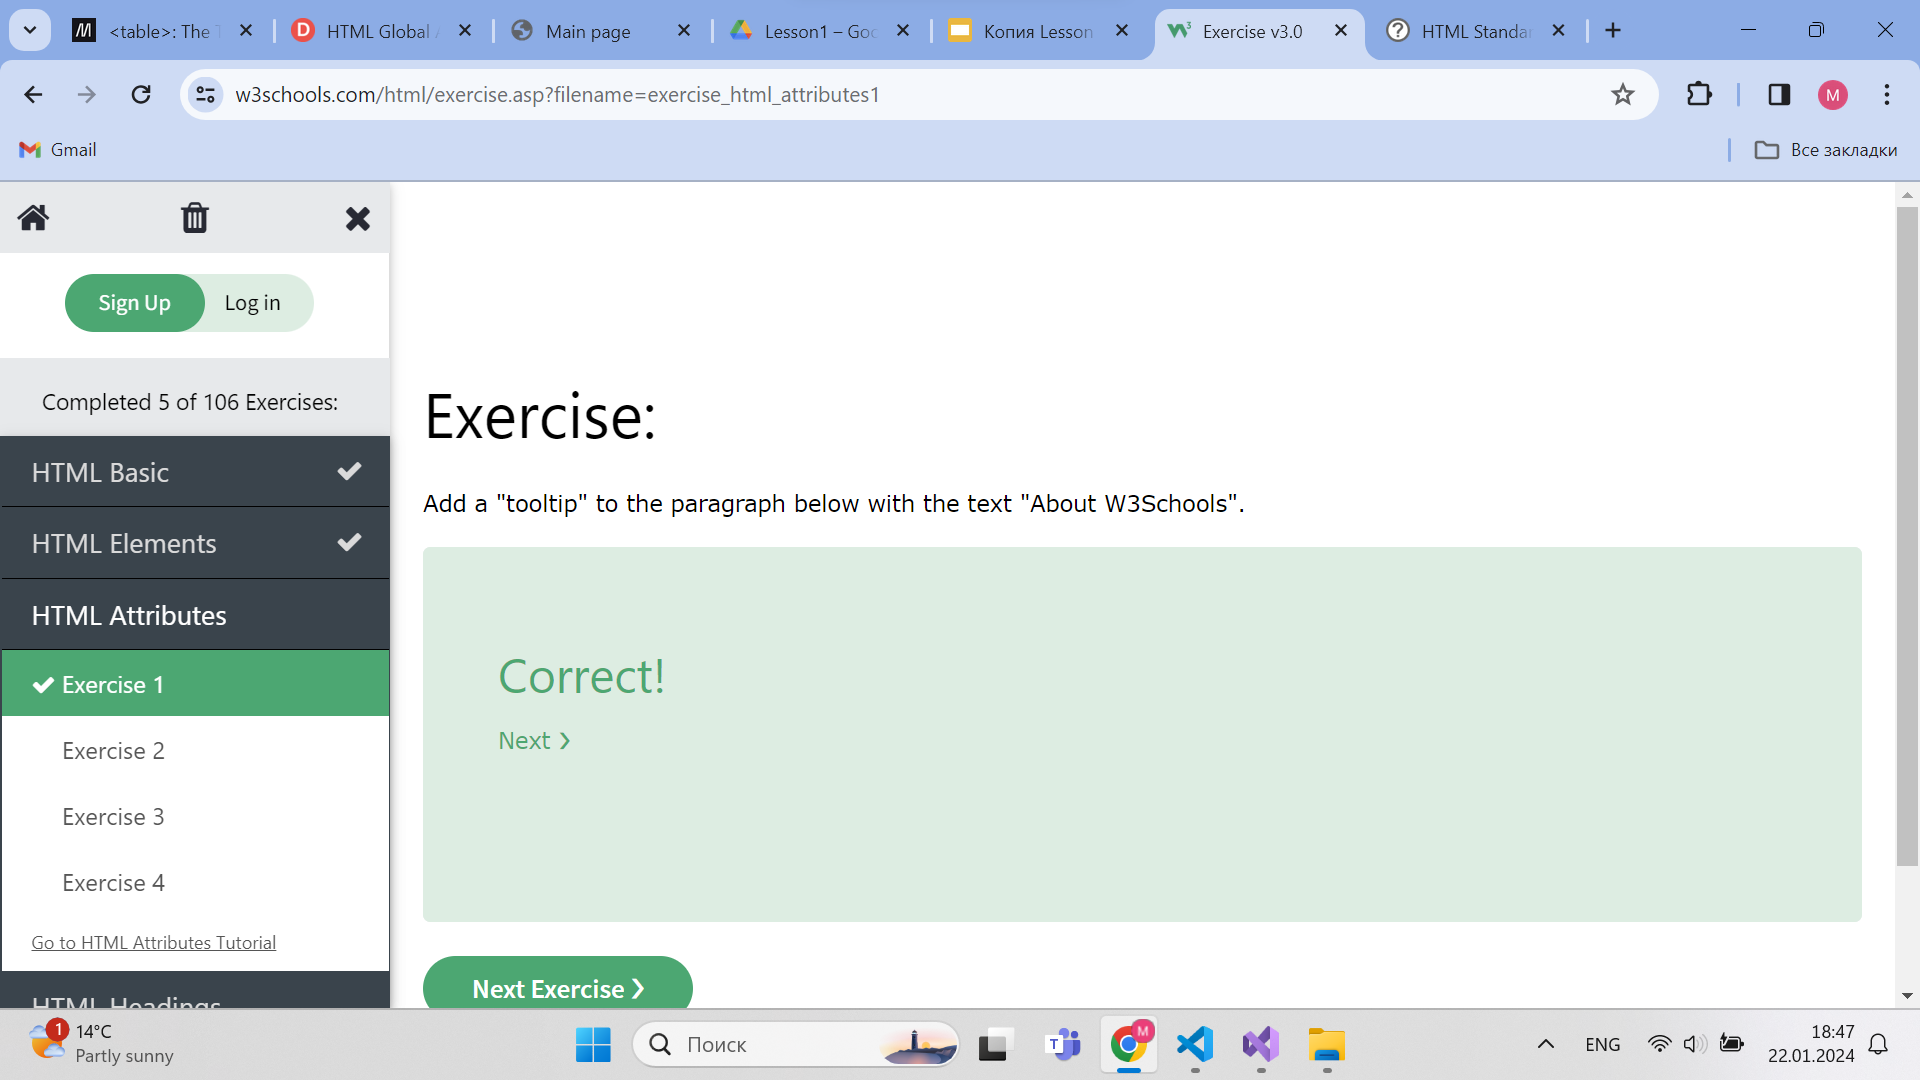 <table>: The T
HTML Global A
Main page
Lesson1 – Goo
Копия Lesson
Exercise v3.0
HTML Standar
w3schools.com/html/exercise.asp?filename=exercise_html_attributes1
M
Gmail
Все закладки
Sign Up
Log in
Completed 5 of 106 Exercises:
HTML Basic
HTML Elements
HTML Attributes
Exercise 1
Exercise 2
Exercise 3
Exercise 4
Go to HTML Attributes Tutorial
HTML Headings
Exercise:
Add a "tooltip" to the paragraph below with the text "About W3Schools".
Correct!
Next ❯
Next Exercise ❯
1
14°C
Partly sunny
Поиск
M
ENG
18:47
22.01.2024